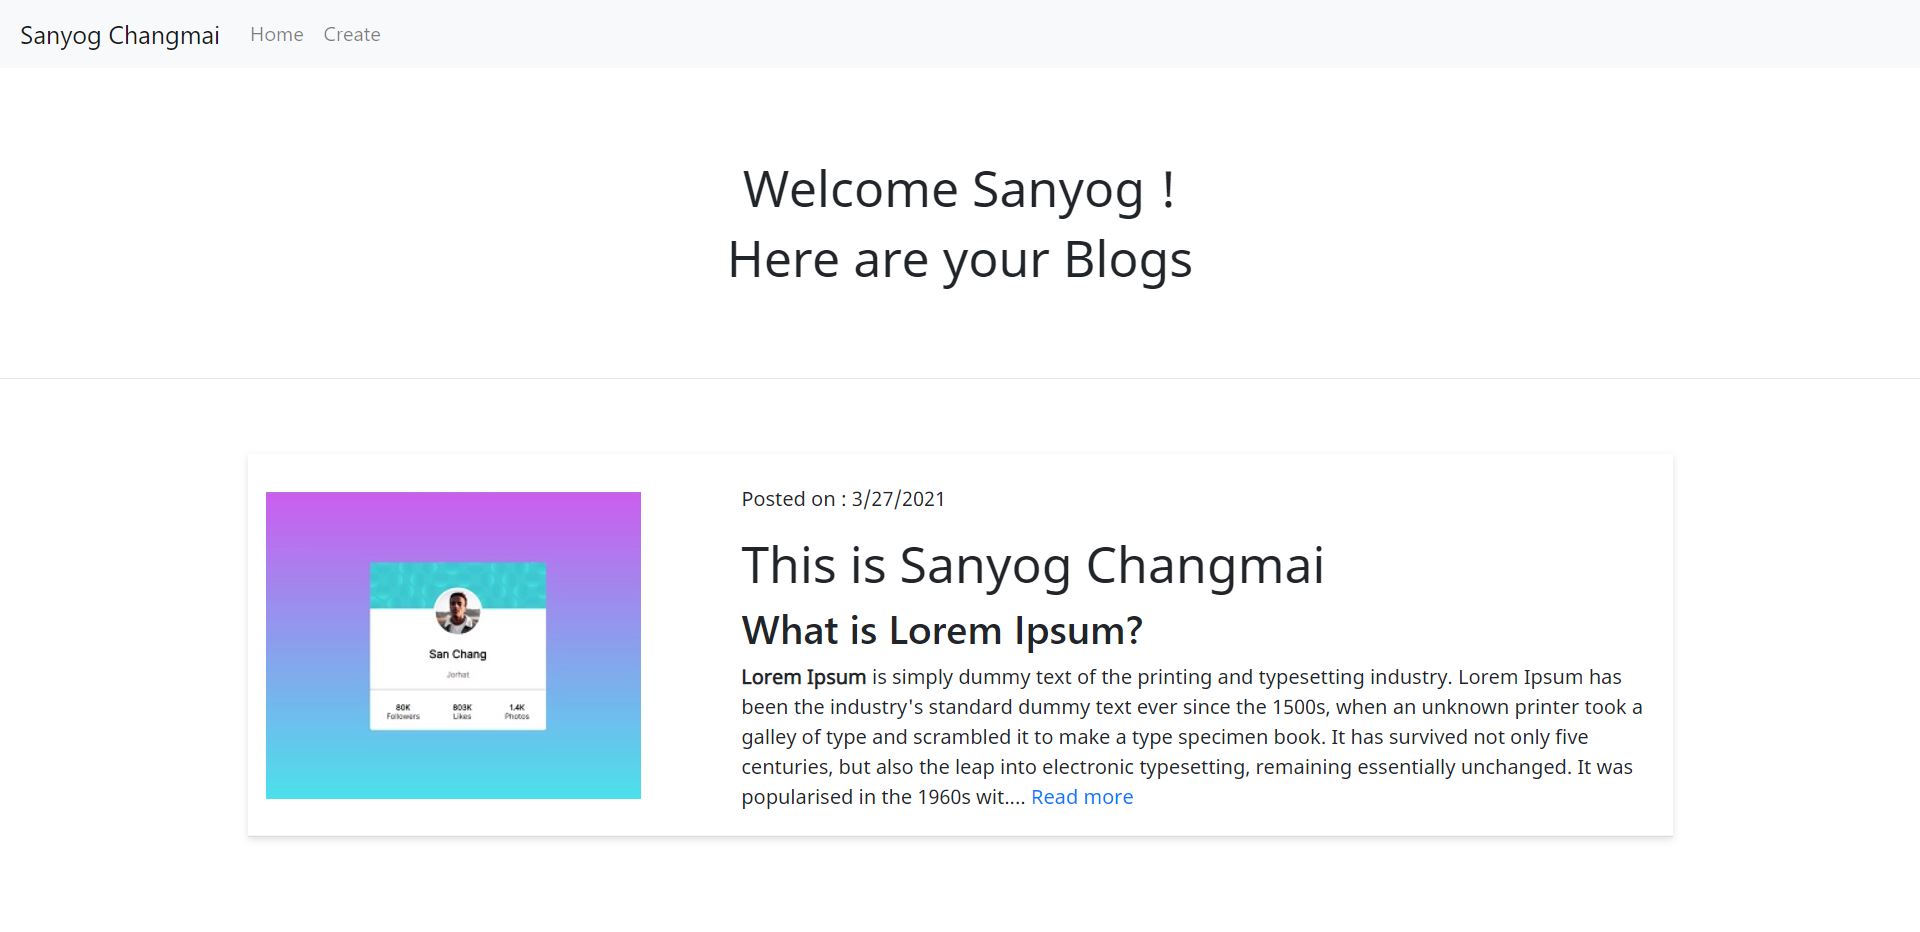 Sanyog Changmai Home Create
Welcome Sanyog !
Here are your Blogs
San Chang
Jorhat
80K 803K 1.4K
Followers Likes Photos
Posted on : 3/27/2021
This is Sanyog Changmai
What is Lorem Ipsum?
Lorem Ipsum is simply dummy text of the printing and typesetting industry. Lorem Ipsum has
been the industry's standard dummy text ever since the 1500s, when an unknown printer took a
galley of type and scrambled it to make a type specimen book. It has survived not only five
centuries, but also the leap into electronic typesetting, remaining essentially unchanged. It was
popularised in the 1960s wit.... Read more